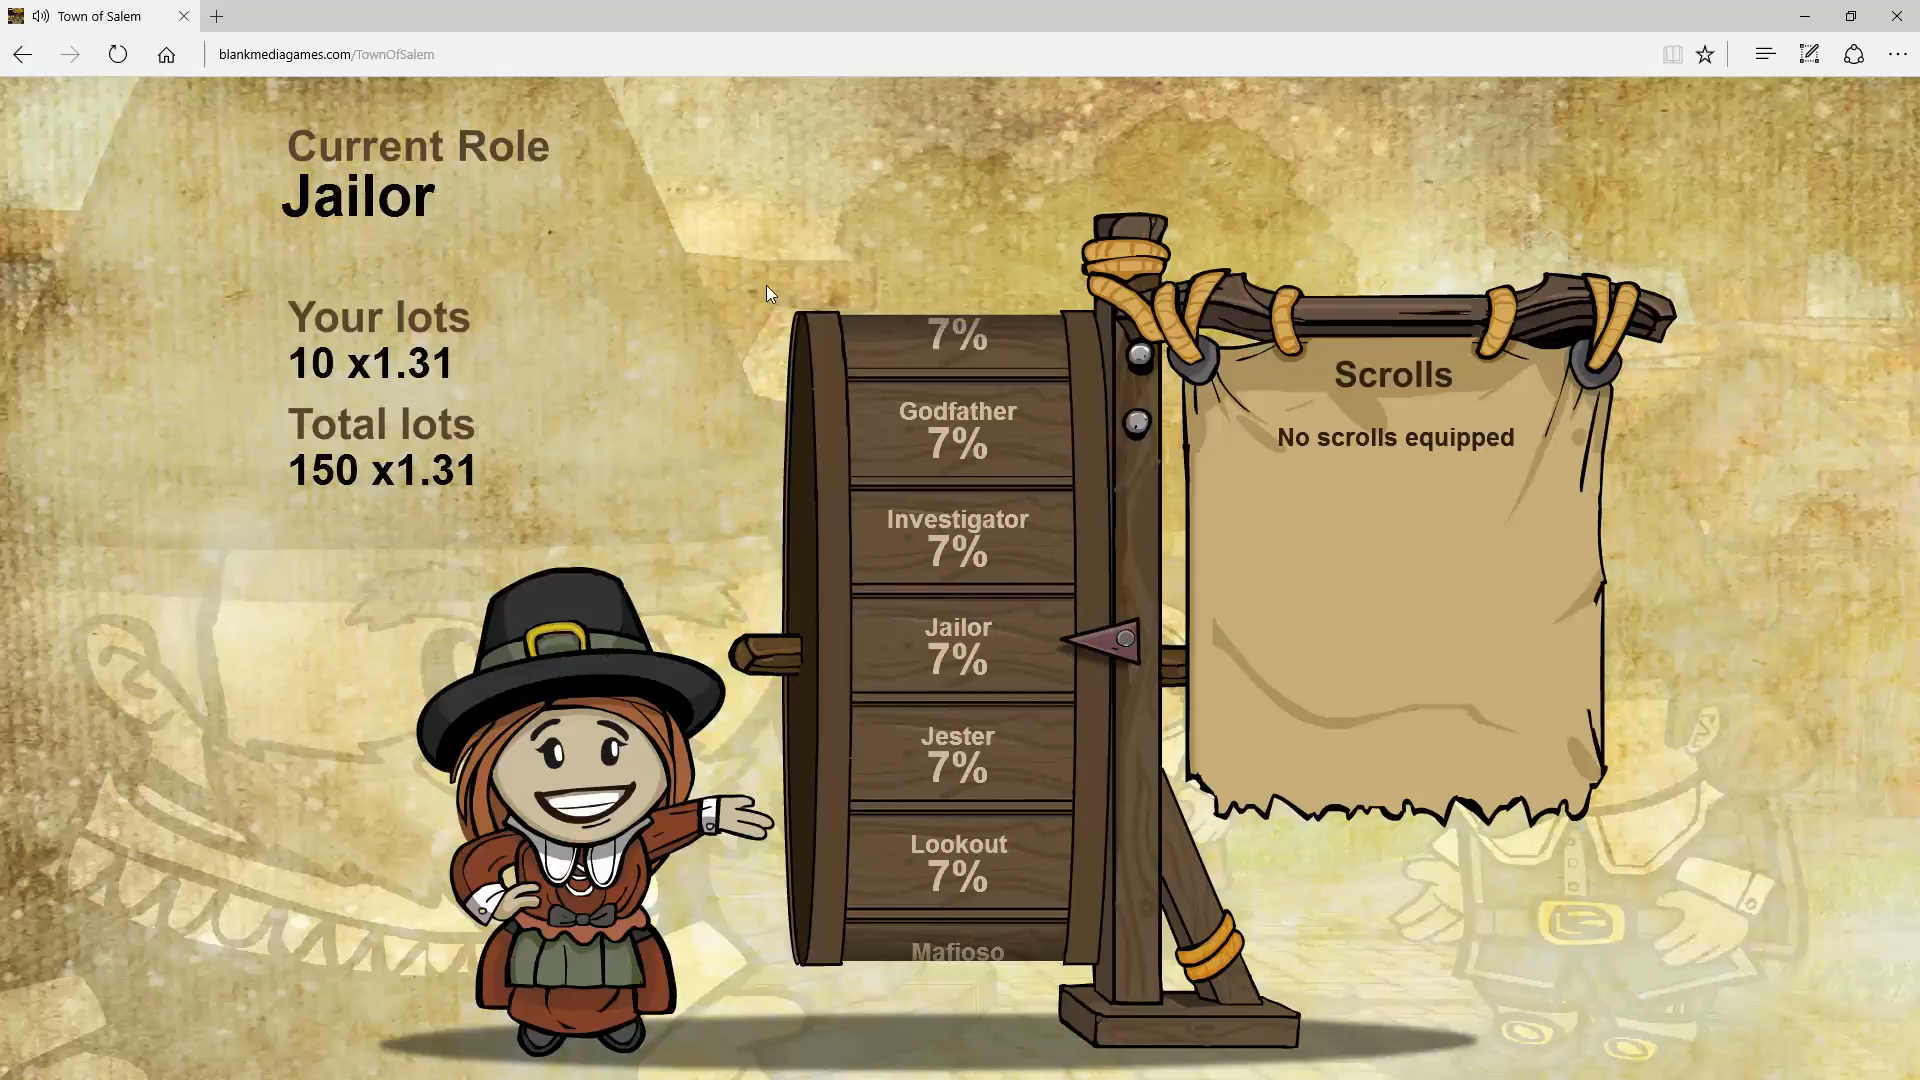 Town of Salem
blankmediagames.com/TownOfSalem
Current Role
Jailor
Your lots
10 x1.31
Total lots
150 x1.31
7%
Godfather
7%
Investigator
7%
Jailor
7%
Jester
7%
Lookout
7%
Mafioso
Scrolls
No scrolls equipped